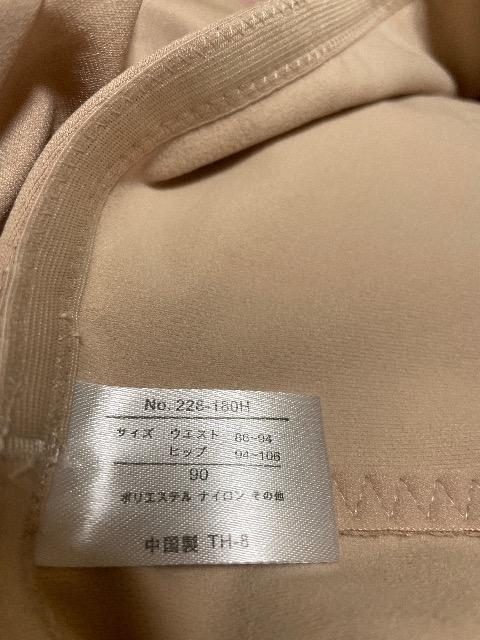 No. 228-180H
サイズ ウエスト 86-94
ヒップ 94-106
90
ポリエステル ナイロン その他
中国製 TH-8